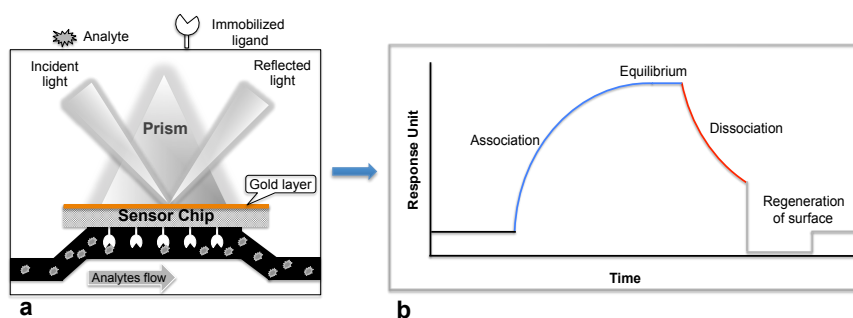 Analyte
Immobilized
ligand
Incident
light
Reflected
light
Prism
Gold layer
Sensor Chip
Analytes flow
a
Response Unit
Association
Equilibrium
Dissociation
Regeneration
of surface
Time
b